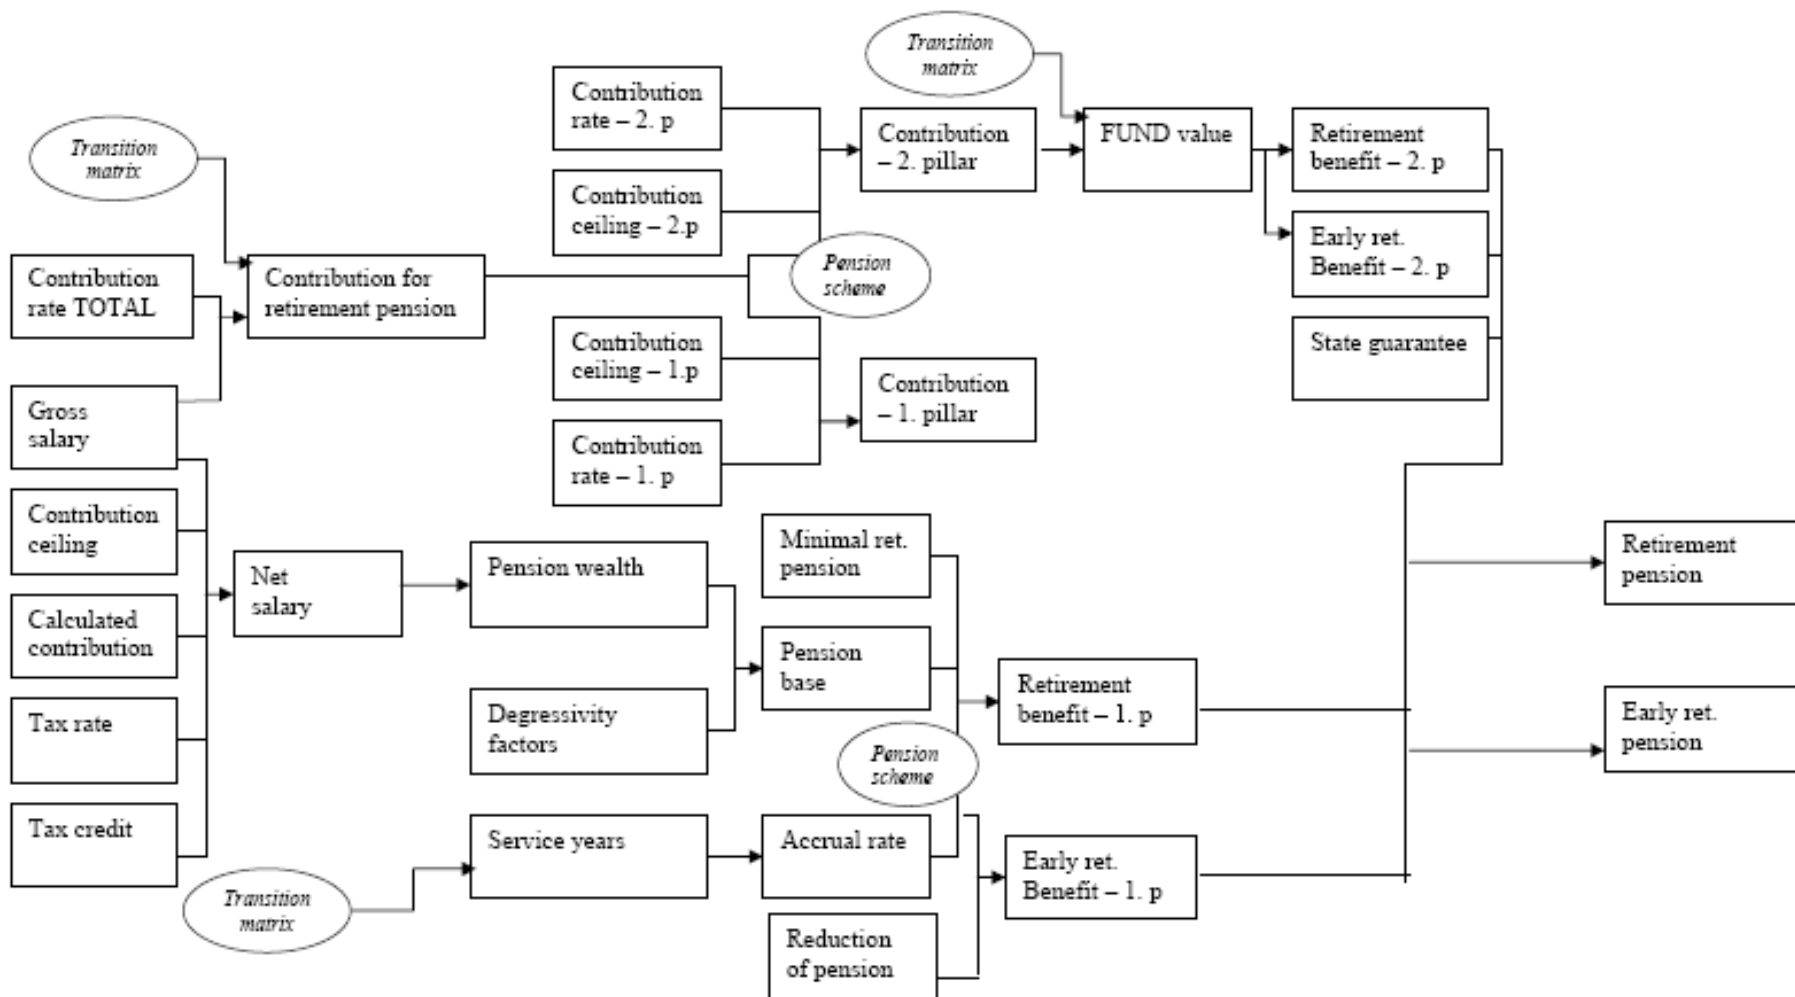 Transition
matrix
Contribution
rate – 2. p
Transition
matrix
Contribution
– 2. pillar
FUND value
Retirement
benefit – 2. p
Contribution
ceiling – 2.p
Early ret.
Benefit – 2. p
Contribution
rate TOTAL
Contribution for
retirement pension
Pension
scheme
Contribution
ceiling – 1.p
State guarantee
Gross
salary
Contribution
– 1. pillar
Contribution
rate – 1. p
Contribution
ceiling
Net
salary
Pension wealth
Minimal ret.
pension
Retirement
pension
Calculated
contribution
Pension
base
Tax rate
Degressivity
factors
Retirement
benefit – 1. p
Early ret.
pension
Pension
scheme
Tax credit
Service years
Accrual rate
Early ret.
Benefit – 1. p
Transition
matrix
Reduction
of pension